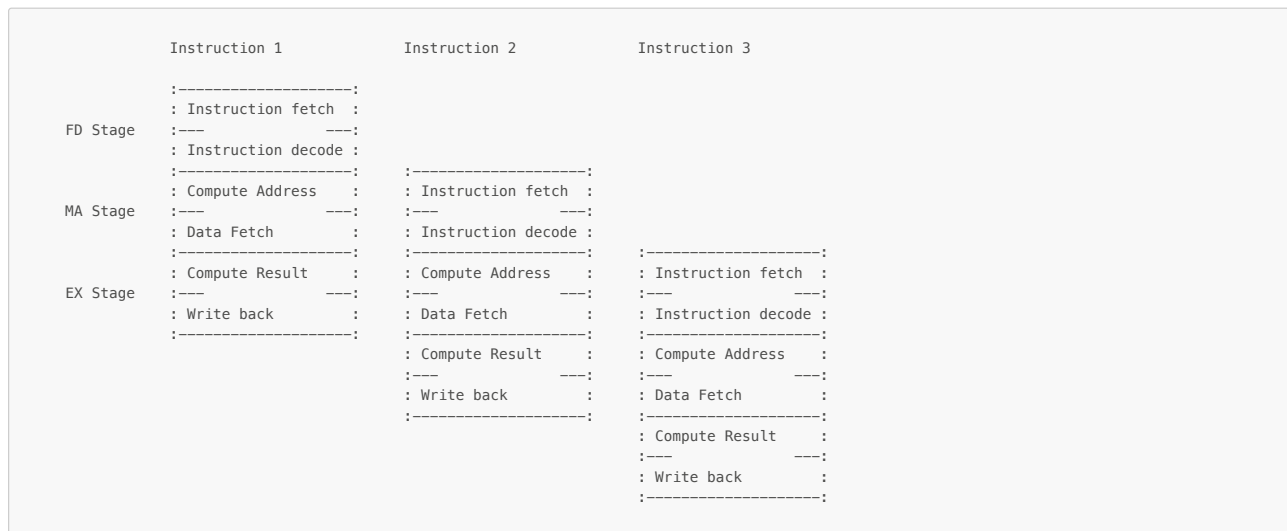 Instruction 1 Instruction 2 Instruction 3
:--------------------:
: Instruction fetch :
FD Stage :--- ---:
: Instruction decode :
:--------------------: :--------------------:
: Compute Address : : Instruction fetch :
MA Stage :--- ---: :--- ---:
: Data Fetch : : Instruction decode :
:--------------------: :--------------------: :--------------------:
: Compute Result : : Compute Address : : Instruction fetch :
EX Stage :--- ---: :--- ---: :--- ---:
: Write back : : Data Fetch : : Instruction decode :
:--------------------: :--------------------: :--------------------:
: Compute Result : : Compute Address :
:--- ---: :--- ---:
: Write back : : Data Fetch :
:--------------------: :--------------------:
: Compute Result :
:--- ---:
: Write back :
:--------------------: